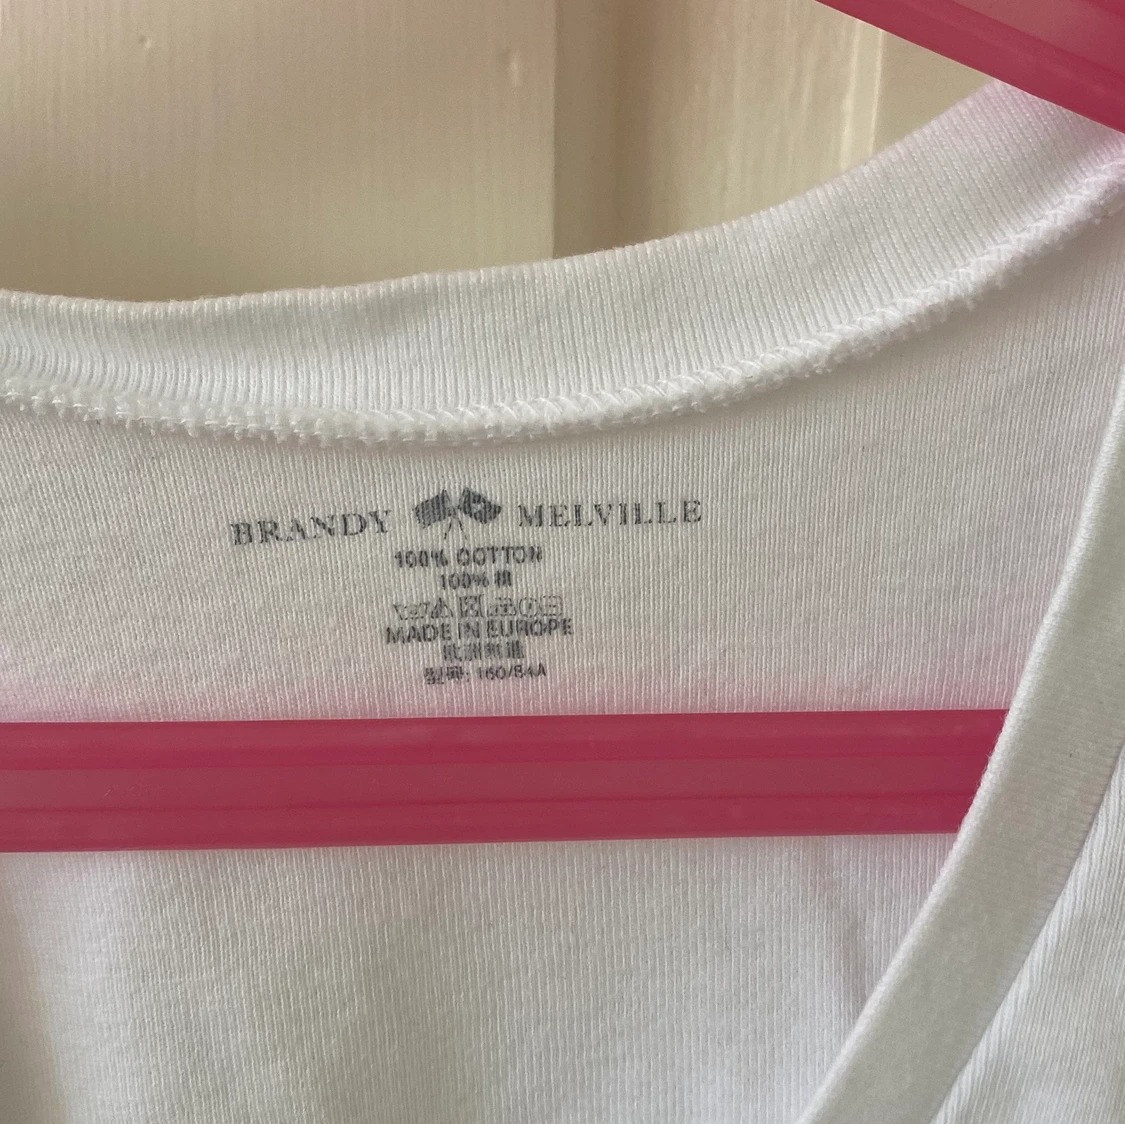 BRANDY MELVILLE
100% COTTON
100% 棉
MADE IN EUROPE
欧洲制造
型号: 160/84A